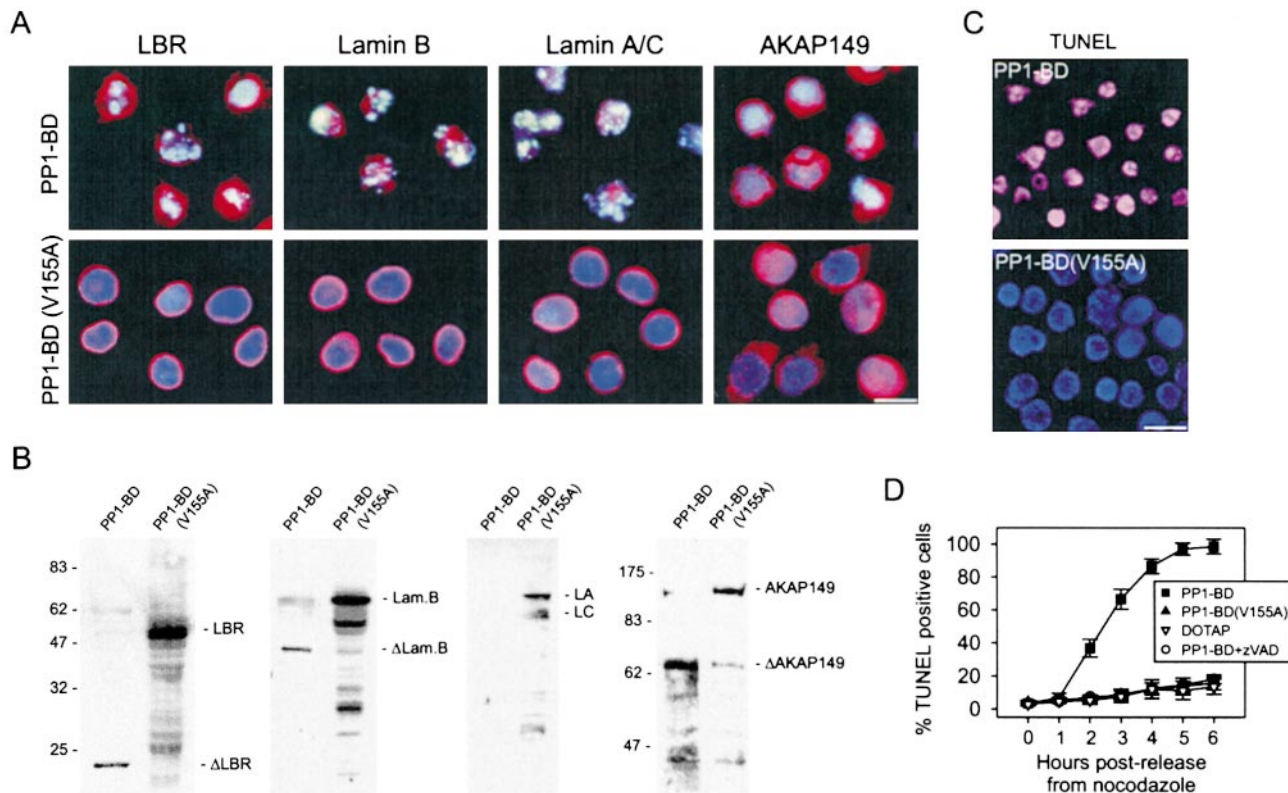 A
LBR
Lamin B
Lamin A/C
AKAP149
PP1-BD
PP1-BD (V155A)
C
TUNEL
PP1-BD
PP1-BD(V155A)
B
PP1-BD
PP1-BD
(V155A)
83 -
62 -
47 -
32 -
25 -
- LBR
- ΔLBR
PP1-BD
PP1-BD
(V155A)
- Lam.B
- ΔLam.B
PP1-BD
PP1-BD
(V155A)
- LA
- LC
PP1-BD
PP1-BD
(V155A)
175 -
83 -
62 -
47 -
- AKAP149
- ΔAKAP149
D
% TUNEL positive cells
100
80
60
40
20
0
PP1-BD
PP1-BD(V155A)
DOTAP
PP1-BD+zVAD
0 1 2 3 4 5 6
Hours post-release
from nocodazole